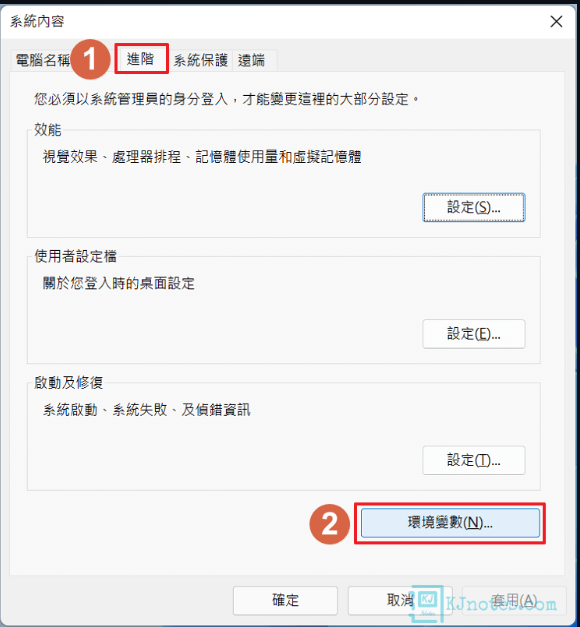 系統內容
電腦名稱 1 進階 系統保護 遠端
您必須以系統管理員的身分登入，才能變更這裡的大部分設定。
效能
視覺效果、處理器排程、記憶體使用量和虛擬記憶體
設定(S)...
使用者設定檔
關於您登入時的桌面設定
設定(E)...
啟動及修復
系統啟動、系統失敗、及偵錯資訊
設定(T)...
2 環境變數(N)...
確定 取消 套用(A)
KJ KJnotes.com